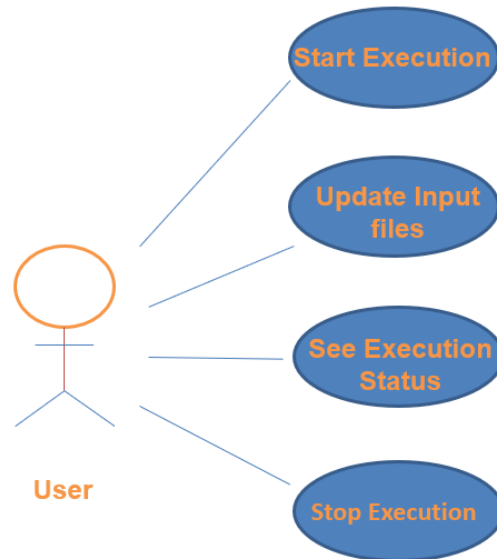 Start Execution
Update Input
files
See Execution
Status
User
Stop Execution